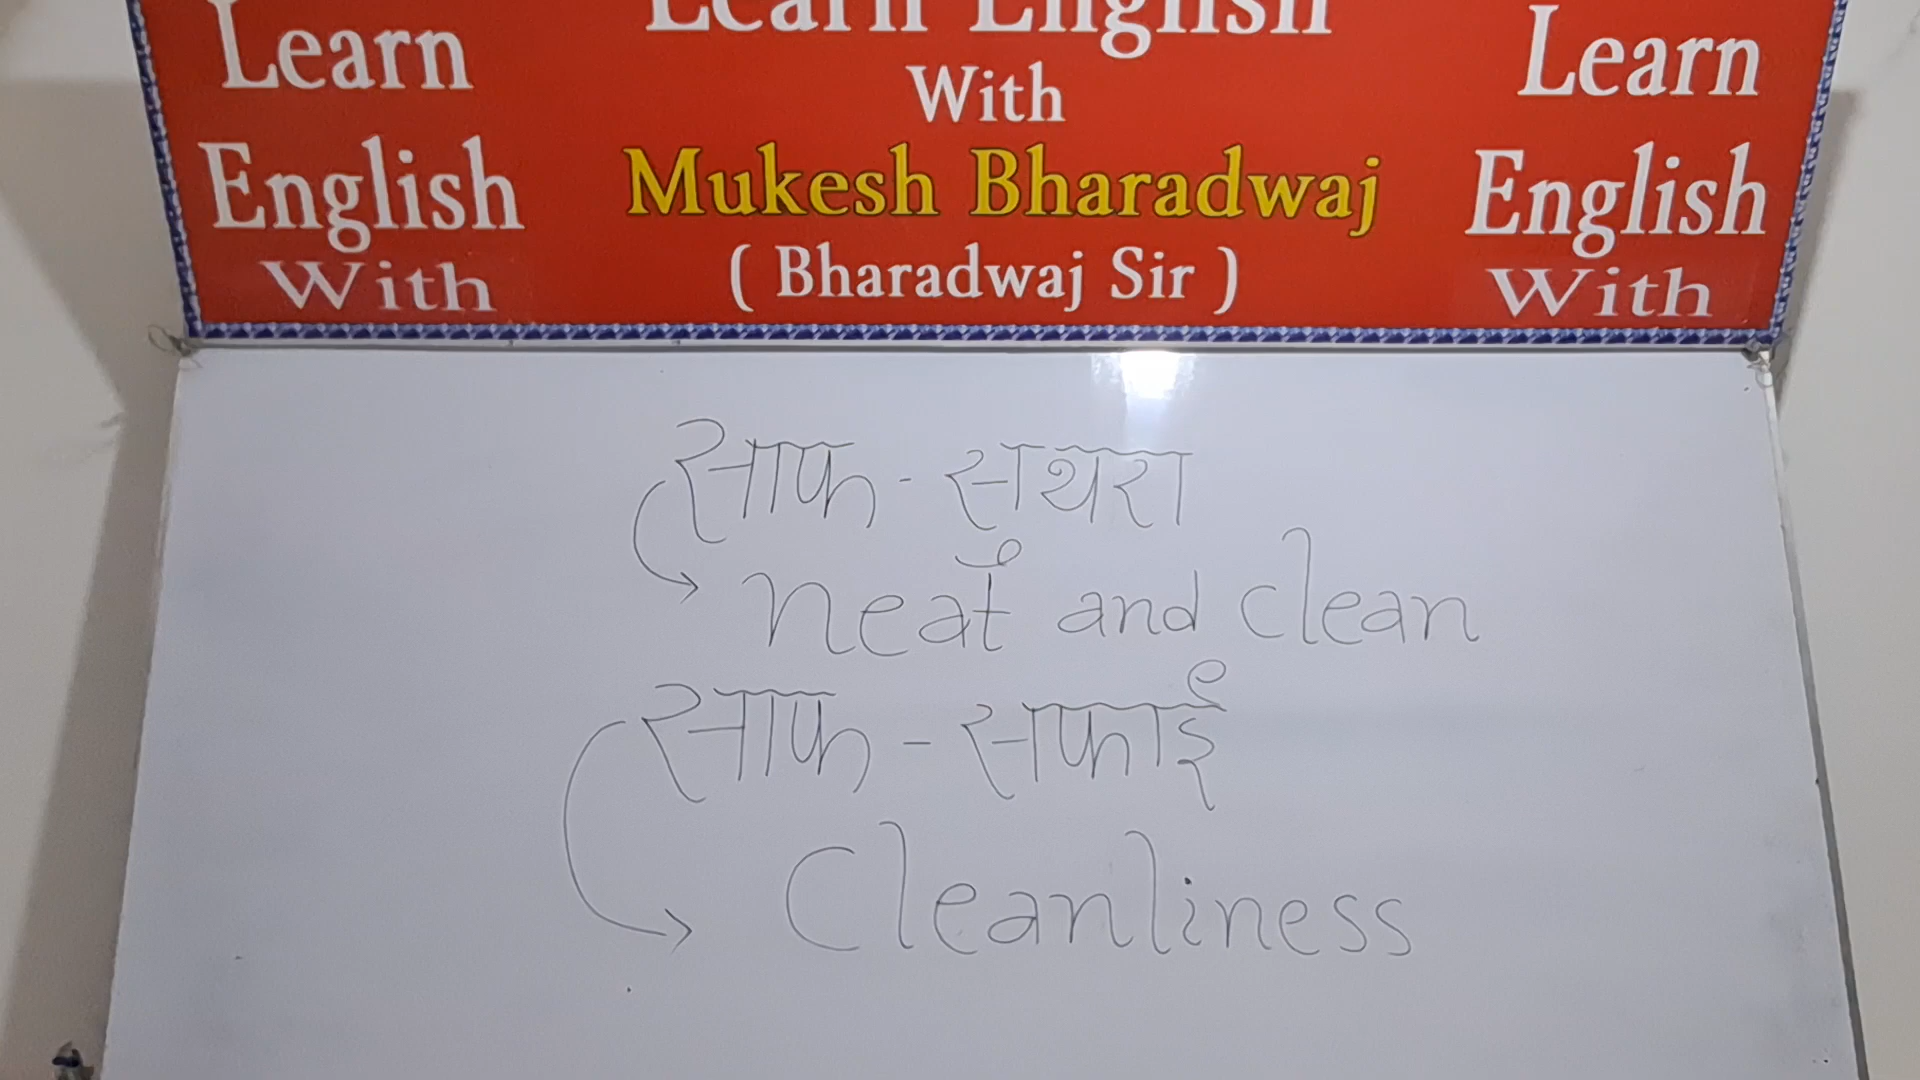 Learn English
With
Mukesh Bharadwaj
( Bharadwaj Sir )
Learn
English
With
Learn
English
With
साफ - सुथरा
neat and clean
साफ - सफाई
Cleanliness